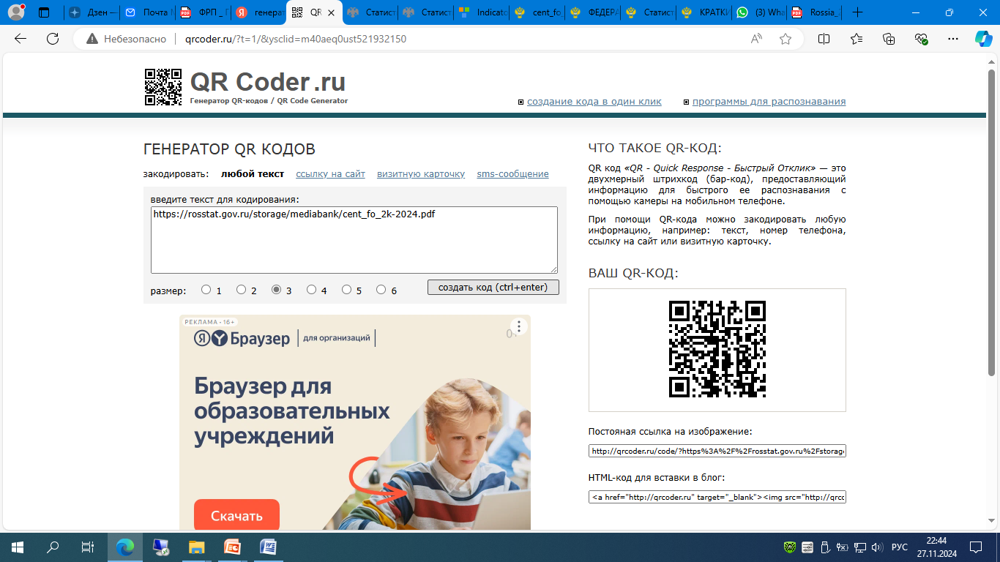 Дзен —
Почта
ФРП _
генерат
QR
Статист
Статист
Indicato
cent_fo_
ФЕДЕРА
Статист
КРАТКИ
(3) Wha
Rossia_
Небезопасно
qrcoder.ru/?t=1/&ysclid=m40aeq0ust521932150
QR Coder.ru
Генератор QR-кодов / QR Code Generator
создание кода в один клик
программы для распознавания
ГЕНЕРАТОР QR КОДОВ
закодировать: любой текст ссылку на сайт визитную карточку sms-сообщение
введите текст для кодирования:
https://rosstat.gov.ru/storage/mediabank/cent_fo_2k-2024.pdf
размер: 1 2 3 4 5 6
создать код (ctrl+enter)
РЕКЛАМА • 16+
Я Браузер для организаций
Браузер для
образовательных
учреждений
Скачать
ЧТО ТАКОЕ QR-КОД:
QR код «QR - Quick Response - Быстрый Отклик» — это
двухмерный штрихкод (бар-код), предоставляющий
информацию для быстрого ее распознавания с
помощью камеры на мобильном телефоне.
При помощи QR-кода можно закодировать любую
информацию, например: текст, номер телефона,
ссылку на сайт или визитную карточку.
ВАШ QR-КОД:
Постояная ссылка на изображение:
http://qrcoder.ru/code/?https%3A%2F%2Frosstat.gov.ru%2Fstorage
HTML-код для вставки в блог:
<a href="http://qrcoder.ru" target="_blank"><img src="http://qrco
РУС
22:44
27.11.2024